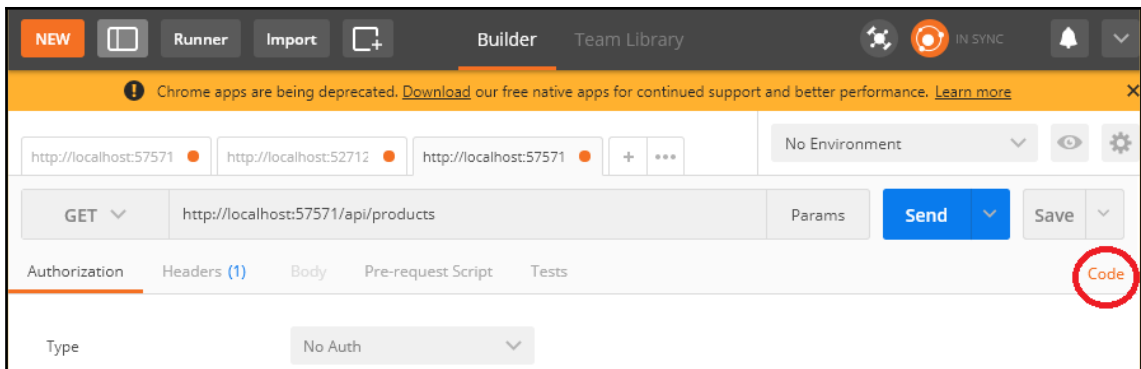 NEW Runner Import Builder Team Library IN SYNC
Chrome apps are being deprecated. Download our free native apps for continued support and better performance. Learn more
http://localhost:57571 http://localhost:52712 http://localhost:57571 + ••• No Environment
GET http://localhost:57571/api/products Params Send Save
Authorization Headers (1) Body Pre-request Script Tests Code
Type No Auth